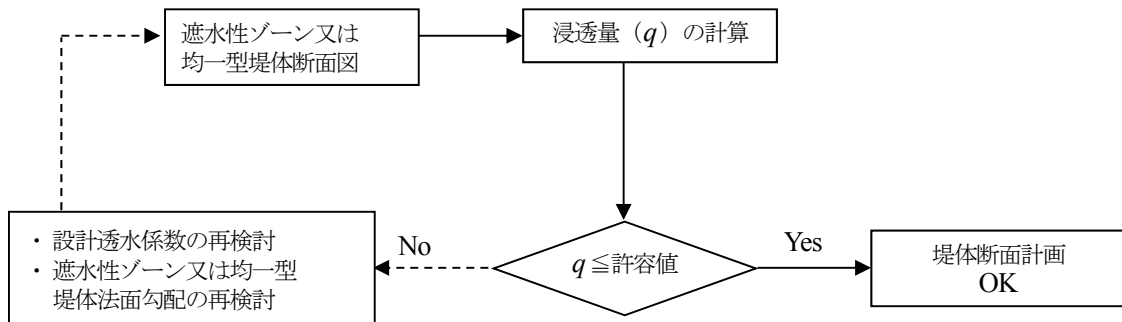 遮水性ゾーン又は
均一型堤体断面図
浸透量（q）の計算
・ 設計透水係数の再検討
・ 遮水性ゾーン又は均一型
堤体法面勾配の再検討
No
q ≦許容値
Yes
堤体断面計画
OK